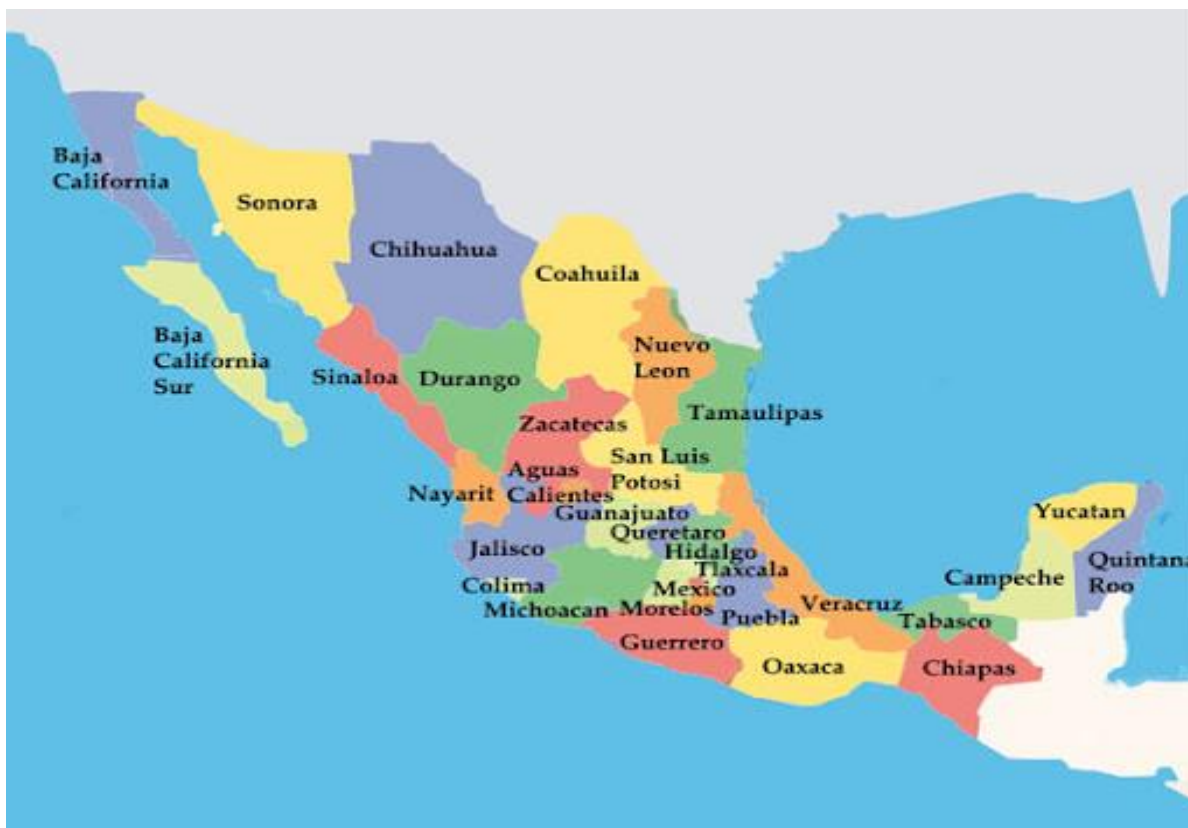 Baja
California
Sonora
Chihuahua
Coahuila
Baja
California
Sur
Sinaloa
Durango
Nuevo
Leon
Tamaulipas
Zacatecas
San Luis
Potosi
Nayarit
Aguas
Calientes
Guanajuato
Queretaro
Jalisco
Hidalgo
Tlaxcala
Colima
Mexico
Michoacan
Morelos
Puebla
Veracruz
Guerrero
Oaxaca
Tabasco
Chiapas
Campeche
Yucatan
Quintana
Roo